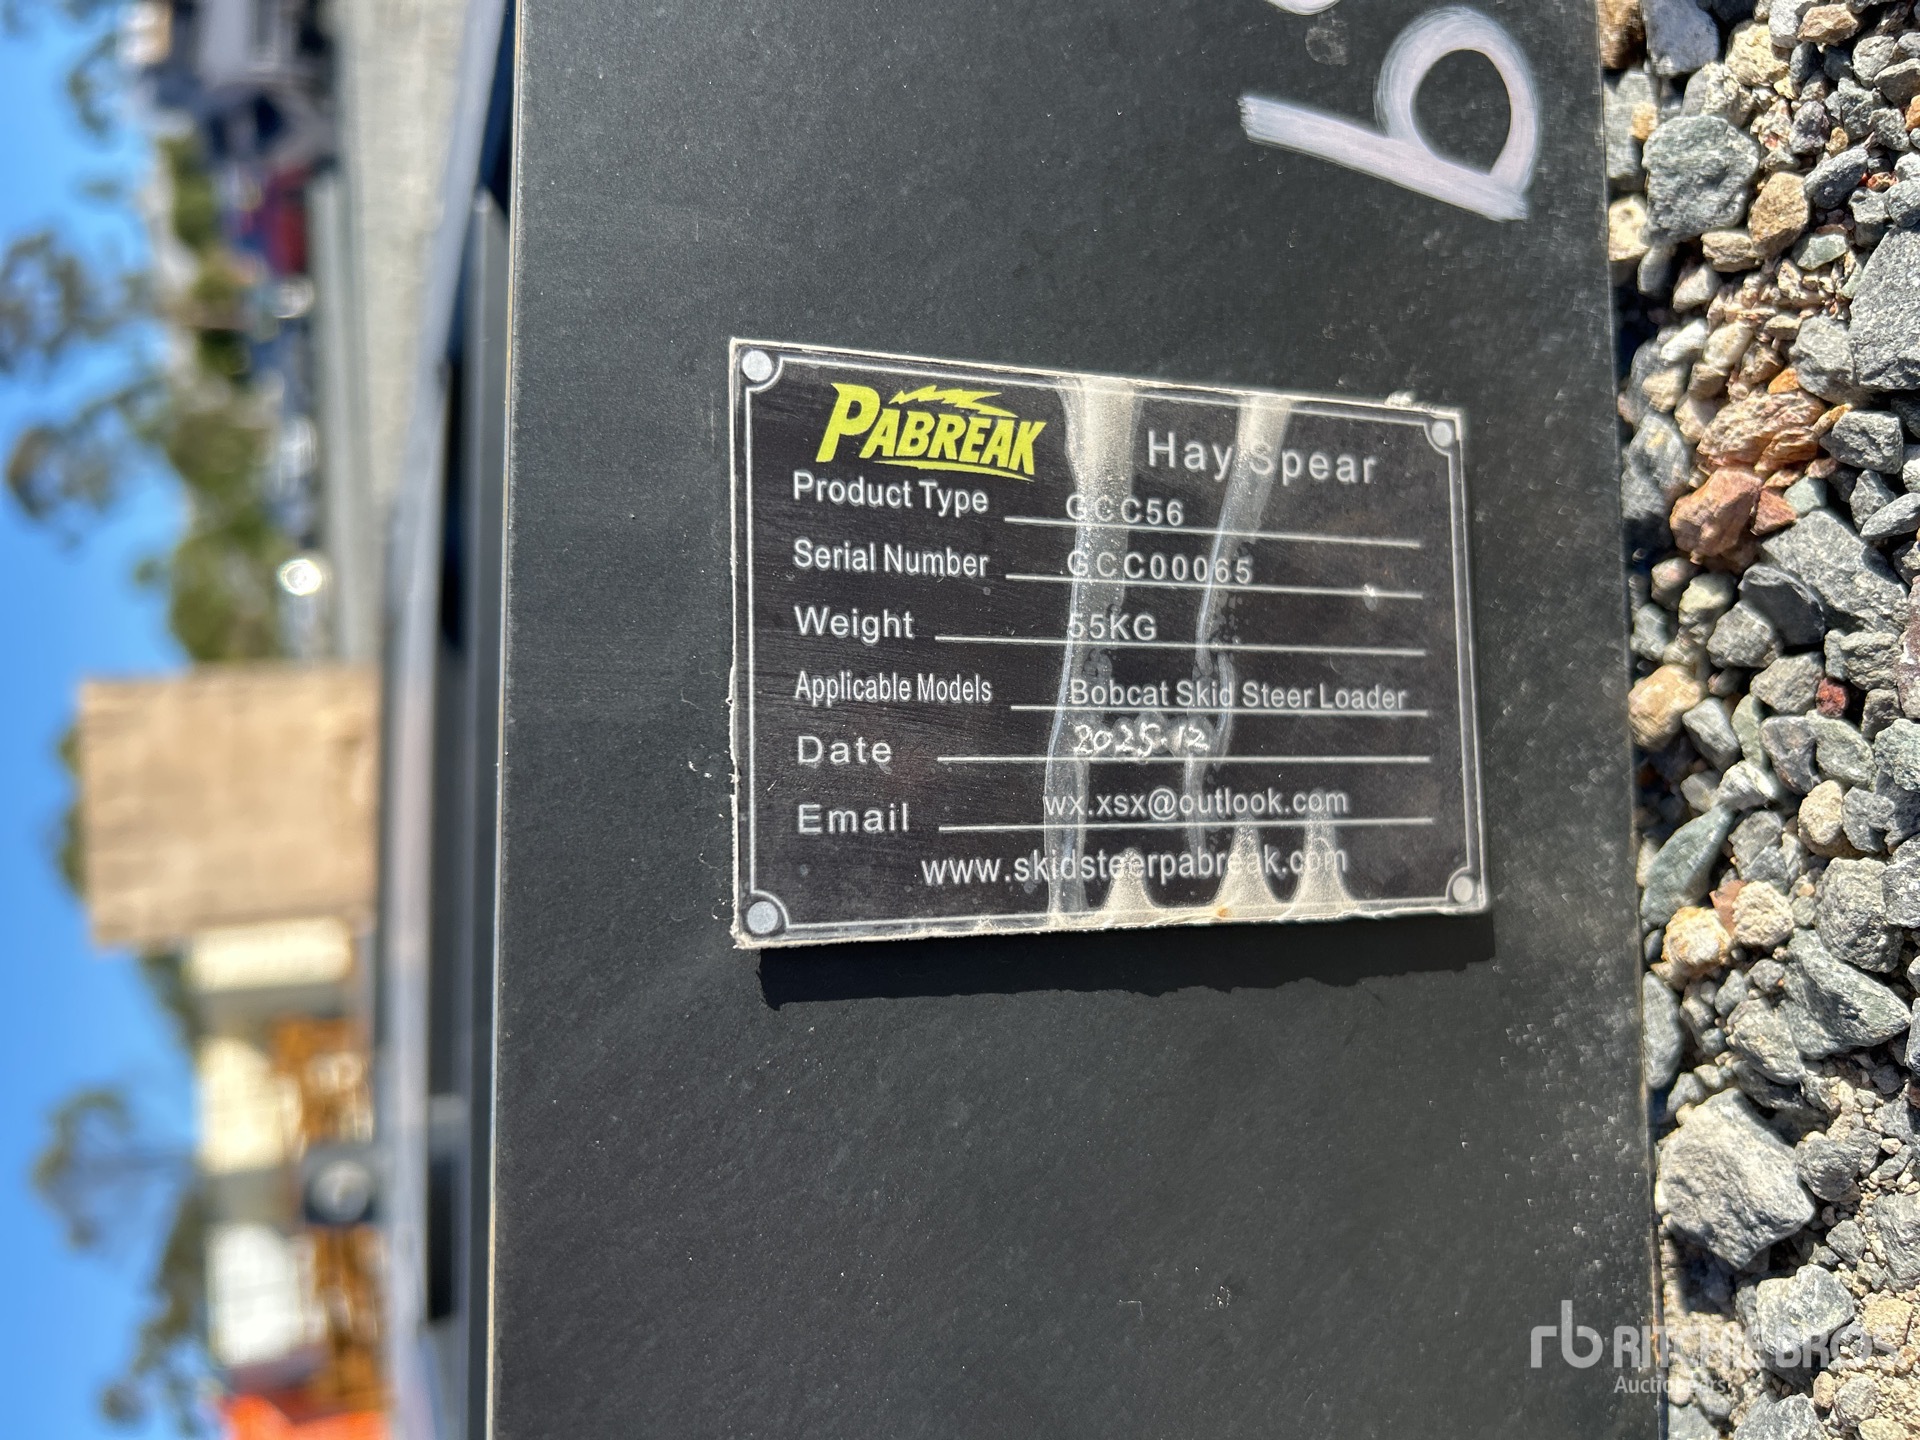 PABREAK
Hay Spear
Product Type GCC56
Serial Number GCC00065
Weight 55KG
Applicable Models Bobcat Skid Steer Loader
Date 2025.12
Email wx.xsx@outlook.com
www.skidsteerpabreak.com
rb RITCHIE BROS
Auctioneers